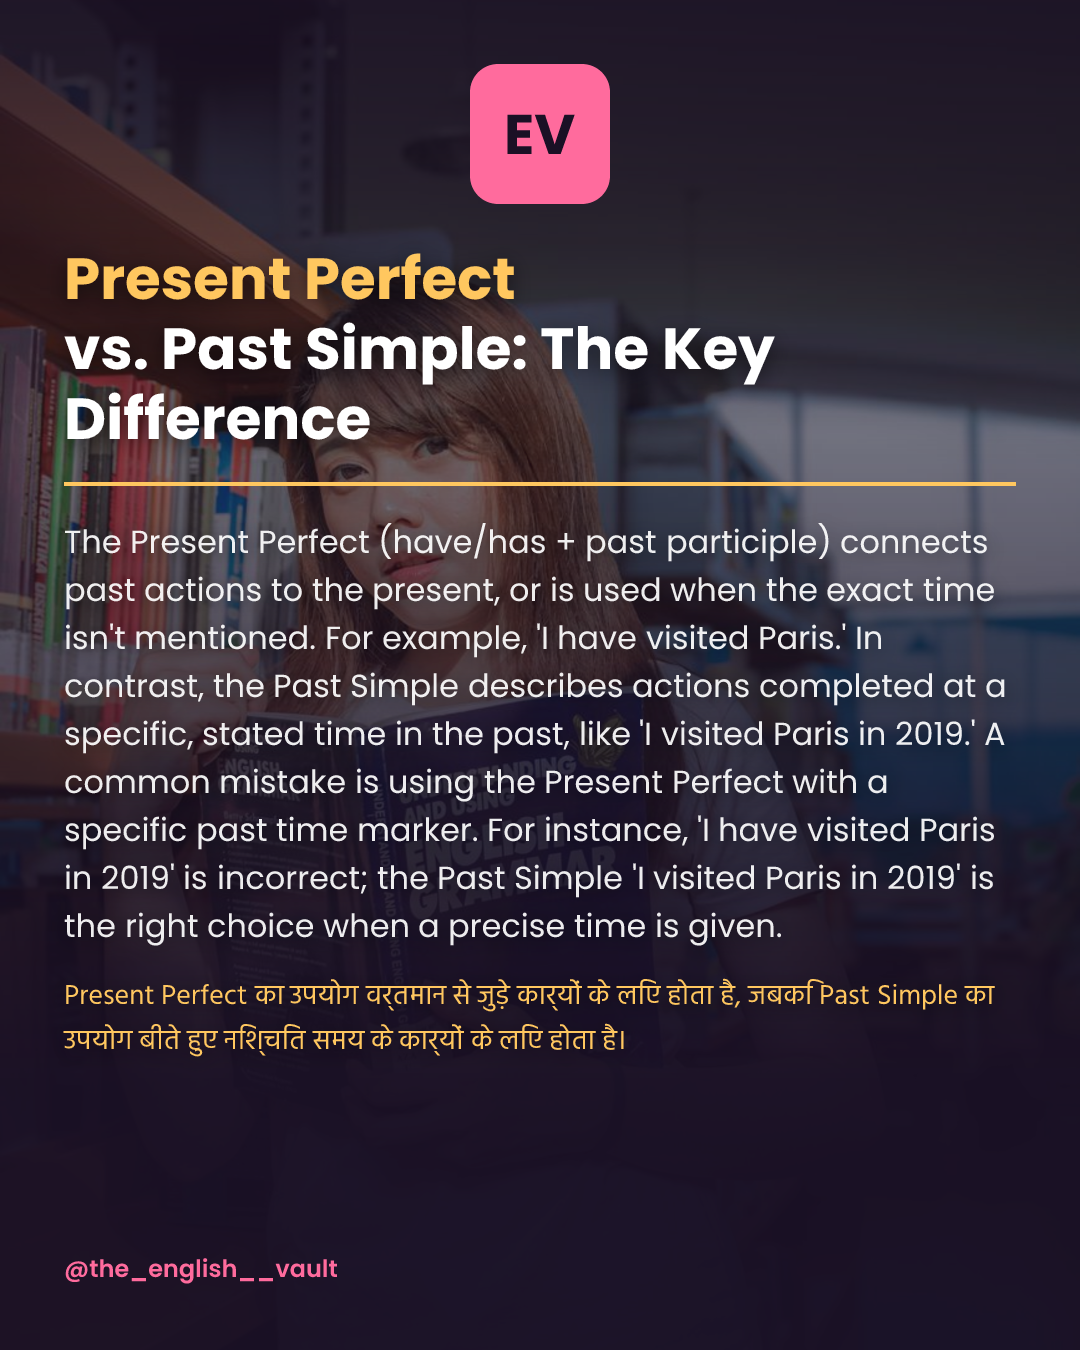 EV
Present Perfect
vs. Past Simple: The Key
Difference
The Present Perfect (have/has + past participle) connects
past actions to the present, or is used when the exact time
isn't mentioned. For example, 'I have visited Paris.' In
contrast, the Past Simple describes actions completed at a
specific, stated time in the past, like 'I visited Paris in 2019.' A
common mistake is using the Present Perfect with a
specific past time marker. For instance, 'I have visited Paris
in 2019' is incorrect; the Past Simple 'I visited Paris in 2019' is
the right choice when a precise time is given.
Present Perfect का उपयोग वर्तमान से जुड़े कार्यों के लिए होता है, जबकि Past Simple का
उपयोग बीते हुए निश्चित समय के कार्यों के लिए होता है।
@the_english__vault
UNDERSTANDING
AND USING
ENGLISH
GRAMMAR